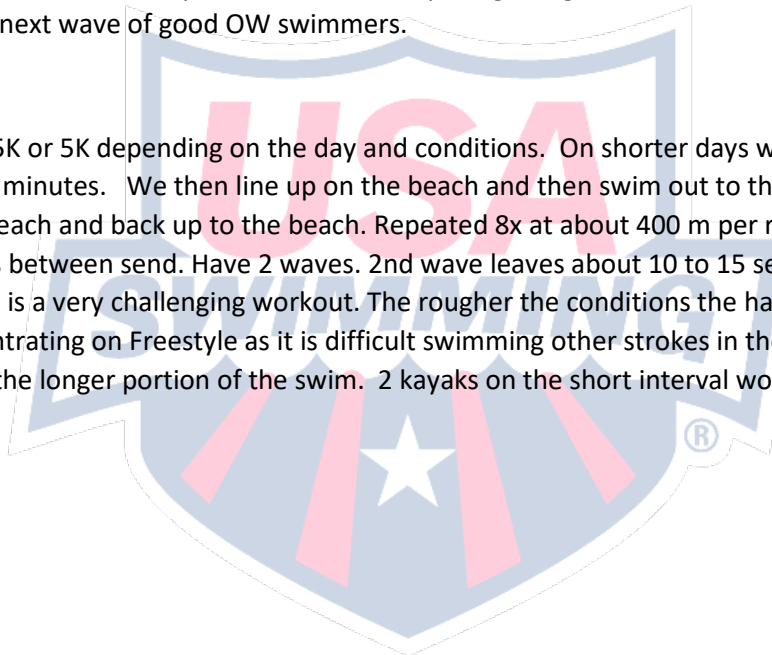 next wave of good OW swimmers.
5K or 5K depending on the day and conditions. On shorter days w
minutes. We then line up on the beach and then swim out to th
each and back up to the beach. Repeated 8x at about 400 m per r
s between send. Have 2 waves. 2nd wave leaves about 10 to 15 se
is a very challenging workout. The rougher the conditions the ha
ntrating on Freestyle as it is difficult swimming other strokes in the
the longer portion of the swim. 2 kayaks on the short interval wo
USA
SWIMMING
®